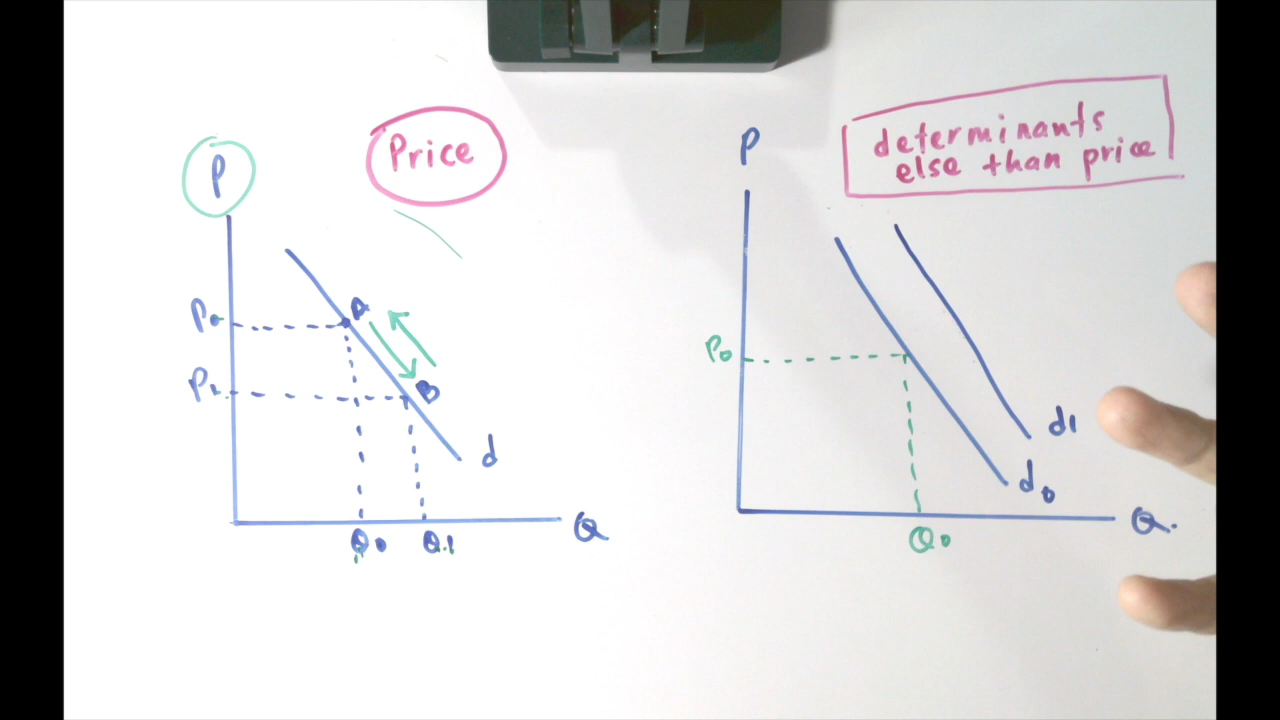 P
Price
P
determinants
else than price
P0
A
P1
B
d
Q0
Q1
Q
P0
d1
d0
Q0
Q.